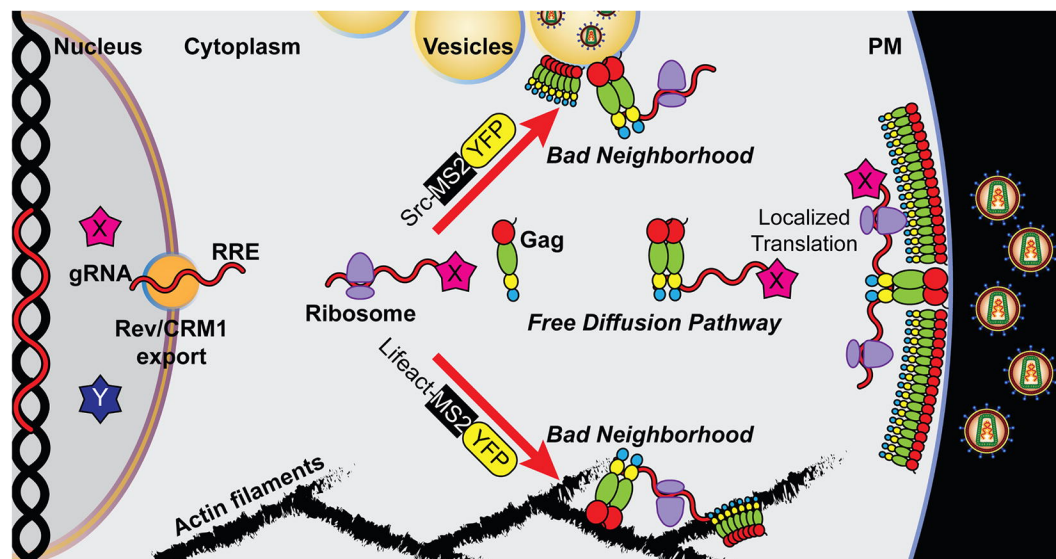 Nucleus
Cytoplasm
Vesicles
PM
Src-MS2 YFP
Bad Neighborhood
X
X
gRNA
RRE
Rev/CRM1
export
Y
Ribosome
X
Gag
X
Free Diffusion Pathway
Localized
Translation
Lifeact-MS2 YFP
Bad Neighborhood
Actin filaments